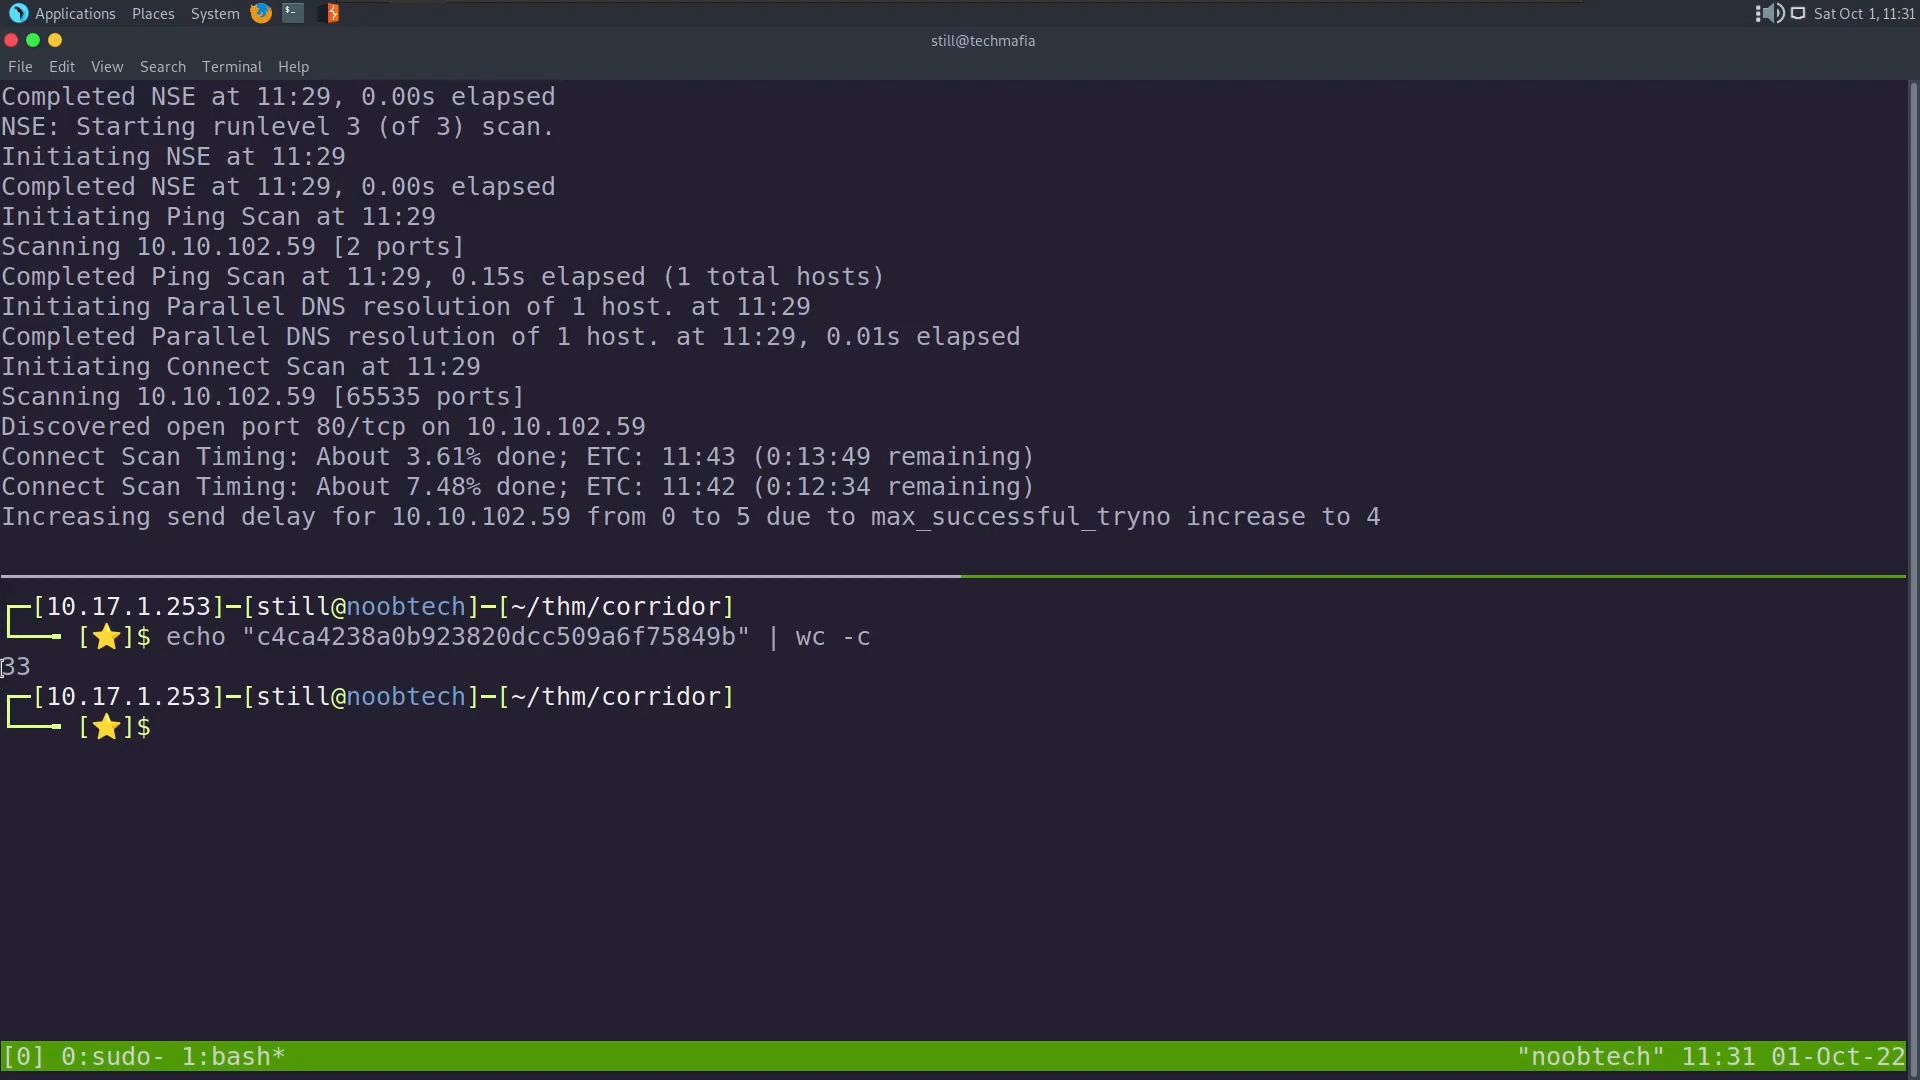 Applications Places System Sat Oct 1, 11:31
still@techmafia
File Edit View Search Terminal Help
Completed NSE at 11:29, 0.00s elapsed
NSE: Starting runlevel 3 (of 3) scan.
Initiating NSE at 11:29
Completed NSE at 11:29, 0.00s elapsed
Initiating Ping Scan at 11:29
Scanning 10.10.102.59 [2 ports]
Completed Ping Scan at 11:29, 0.15s elapsed (1 total hosts)
Initiating Parallel DNS resolution of 1 host. at 11:29
Completed Parallel DNS resolution of 1 host. at 11:29, 0.01s elapsed
Initiating Connect Scan at 11:29
Scanning 10.10.102.59 [65535 ports]
Discovered open port 80/tcp on 10.10.102.59
Connect Scan Timing: About 3.61% done; ETC: 11:43 (0:13:49 remaining)
Connect Scan Timing: About 7.48% done; ETC: 11:42 (0:12:34 remaining)
Increasing send delay for 10.10.102.59 from 0 to 5 due to max_successful_tryno increase to 4
┌─[10.17.1.253]─[still@noobtech]─[~/thm/corridor]
└──╼ [⭐]$ echo "c4ca4238a0b923820dcc509a6f75849b" | wc -c
33
┌─[10.17.1.253]─[still@noobtech]─[~/thm/corridor]
└──╼ [⭐]$
[0] 0:sudo- 1:bash* "noobtech" 11:31 01-Oct-22